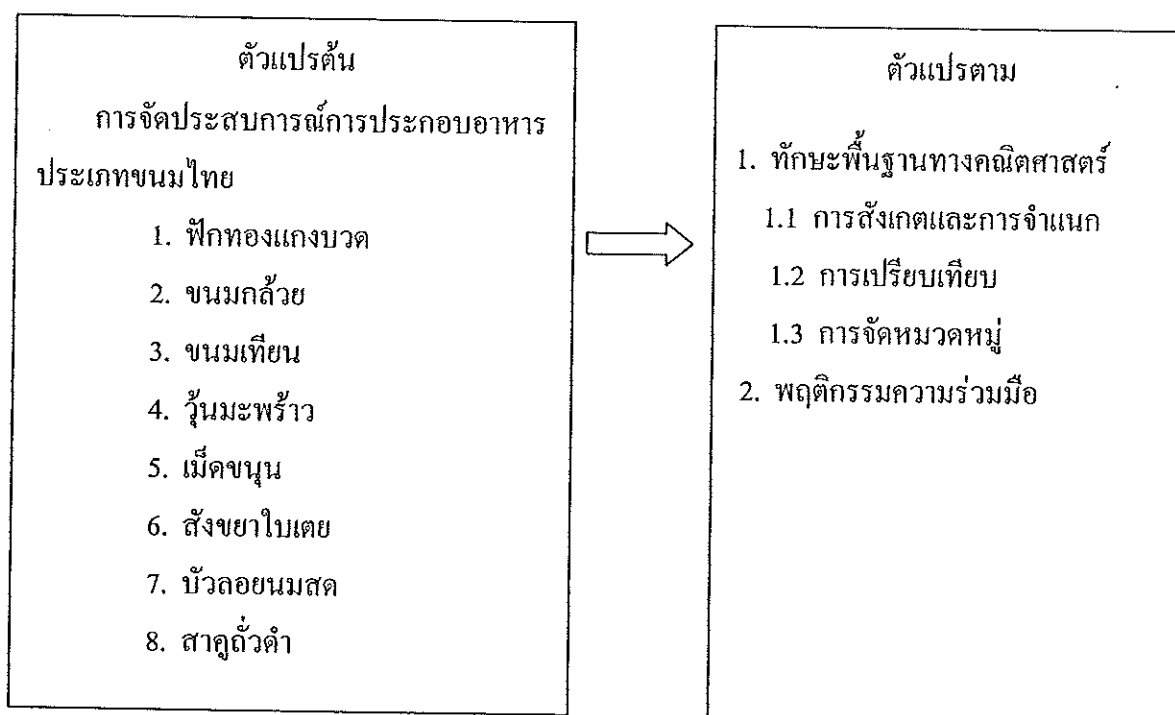 ตัวแปรต้น
การจัดประสบการณ์การประกอบอาหาร
ประเภทขนมไทย
1. ฟักทองแกงบวด
2. ขนมกล้วย
3. ขนมเทียน
4. วุ้นมะพร้าว
5. เม็ดขนุน
6. สังขยาใบเตย
7. บัวลอยนมสด
8. สาคูถั่วดำ
ตัวแปรตาม
1. ทักษะพื้นฐานทางคณิตศาสตร์
1.1 การสังเกตและการจำแนก
1.2 การเปรียบเทียบ
1.3 การจัดหมวดหมู่
2. พฤติกรรมความร่วมมือ